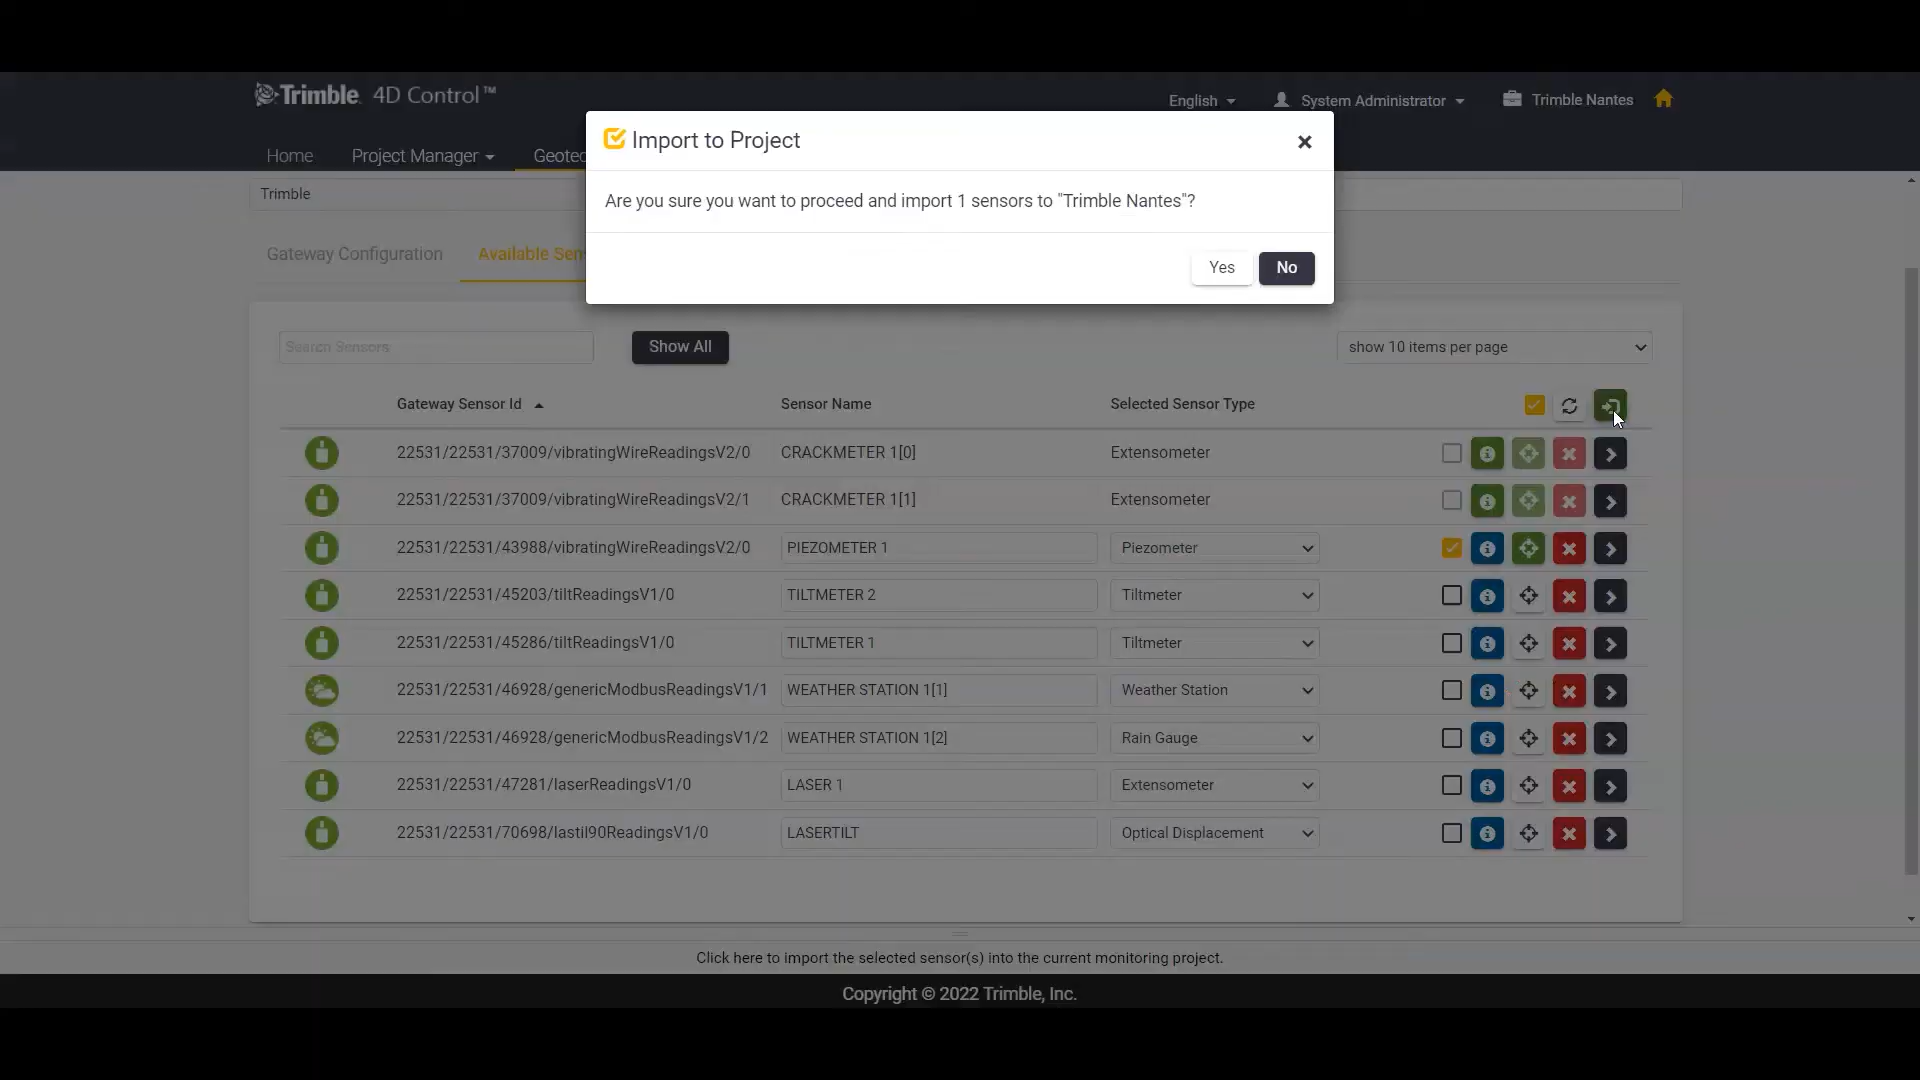 Trimble 4D Control™
English
System Administrator
Trimble Nantes
Import to Project
Home
Project Manager
Geotec
Are you sure you want to proceed and import 1 sensors to "Trimble Nantes"?
Trimble
Gateway Configuration
Available Sen
Yes
No
Search Sensors
Show All
show 10 items per page
Gateway Sensor Id
Sensor Name
Selected Sensor Type
22531/22531/37009/vibratingWireReadingsV2/0 CRACKMETER 1[0] Extensometer
22531/22531/37009/vibratingWireReadingsV2/1 CRACKMETER 1[1] Extensometer
22531/22531/43988/vibratingWireReadingsV2/0 PIEZOMETER 1 Piezometer
22531/22531/45203/tiltReadingsV1/0 TILTMETER 2 Tiltmeter
22531/22531/45286/tiltReadingsV1/0 TILTMETER 1 Tiltmeter
22531/22531/46928/genericModbusReadingsV1/1 WEATHER STATION 1[1] Weather Station
22531/22531/46928/genericModbusReadingsV1/2 WEATHER STATION 1[2] Rain Gauge
22531/22531/47281/laserReadingsV1/0 LASER 1 Extensometer
22531/22531/70698/lastil90ReadingsV1/0 LASERTILT Optical Displacement
Click here to import the selected sensor(s) into the current monitoring project.
Copyright © 2022 Trimble, Inc.